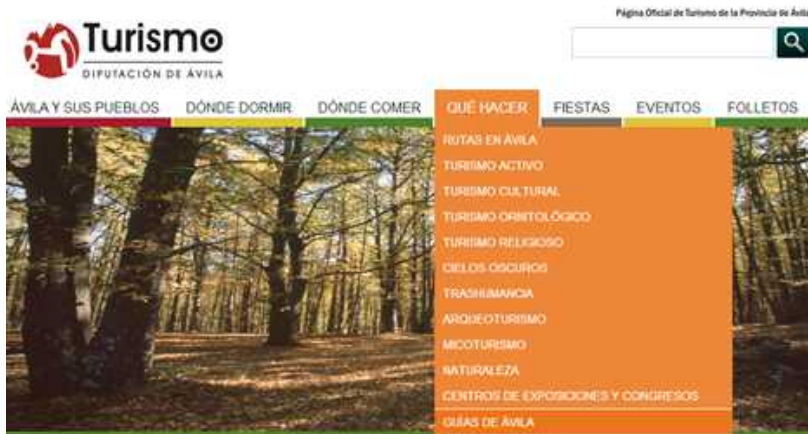 Página Oficial de Turismo de la Provincia de Ávila
Turismo
DIPUTACIÓN DE ÁVILA
ÁVILA Y SUS PUEBLOS DÓNDE DORMIR DÓNDE COMER QUÉ HACER FIESTAS EVENTOS FOLLETOS
RUTAS EN ÁVILA
TURISMO ACTIVO
TURISMO CULTURAL
TURISMO ORNITOLÓGICO
TURISMO RELIGIOSO
CIELOS OSCUROS
TRASHUMANCIA
ARQUEOTURISMO
MICOTURISMO
NATURALEZA
CENTROS DE EXPOSICIONES Y CONGRESOS
GUÍAS DE ÁVILA